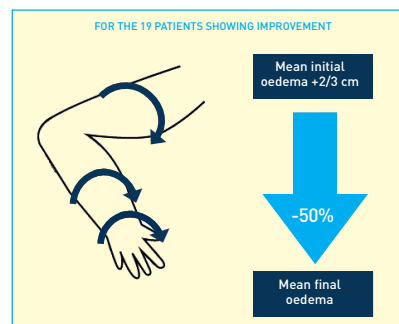 FOR THE 19 PATIENTS SHOWING IMPROVEMENT
Mean initial
oedema +2/3 cm
-50%
Mean final
oedema